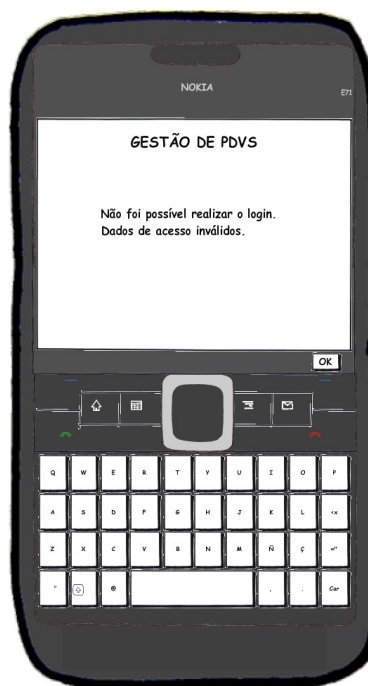 NOKIA
E71
GESTÃO DE PDVS
Não foi possível realizar o login.
Dados de acesso inválidos.
OK
Q W E R T Y U I O P
A S D F G H J K L
Z X C V B N M Ñ Ç
@ , . Car